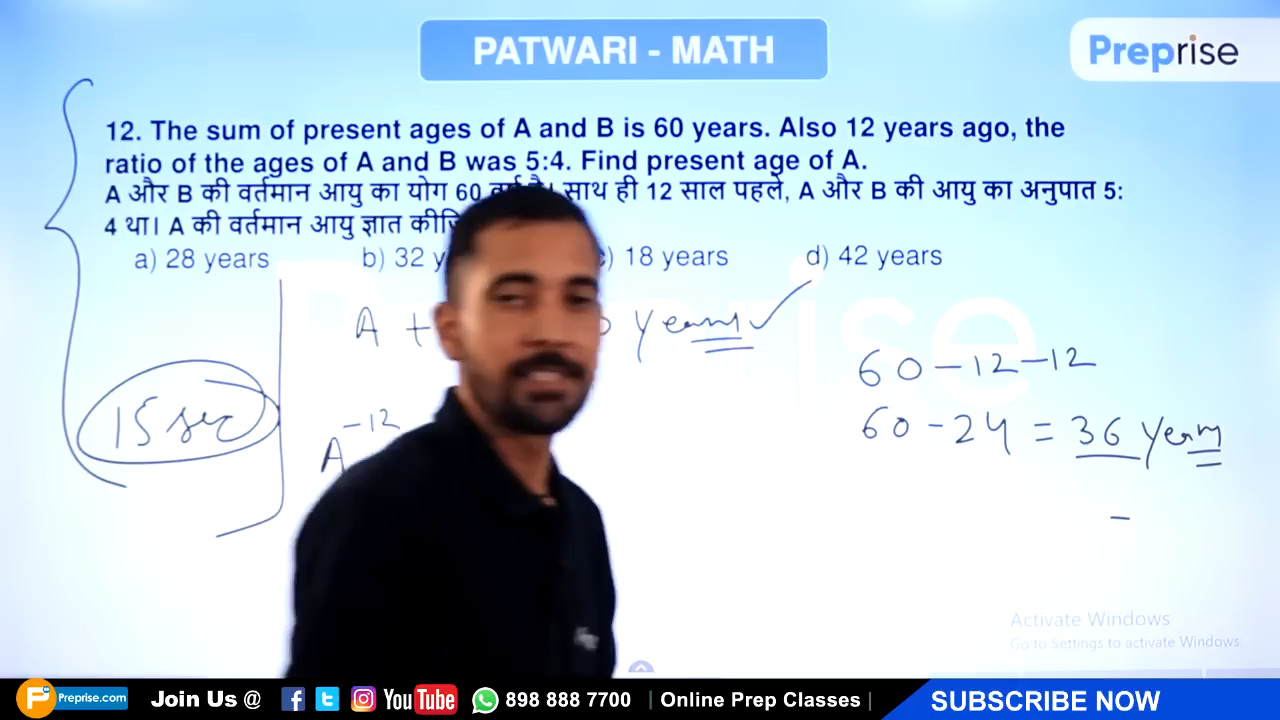 PATWARI - MATH
Preprise
12. The sum of present ages of A and B is 60 years. Also 12 years ago, the
ratio of the ages of A and B was 5:4. Find present age of A.
A और B की वर्तमान आयु का योग 60 है। साथ ही 12 साल पहले, A और B की आयु का अनुपात 5:
4 था। A की वर्तमान आयु ज्ञात
a) 28 years b) 32 18 years d) 42 years
A + years
60 - 12 - 12
15 sec
A -12
60 - 24 = 36 years
Activate Windows
Go to Settings to activate Windows.
Preprise.com Join Us @ YouTube 898 888 7700 | Online Prep Classes | SUBSCRIBE NOW